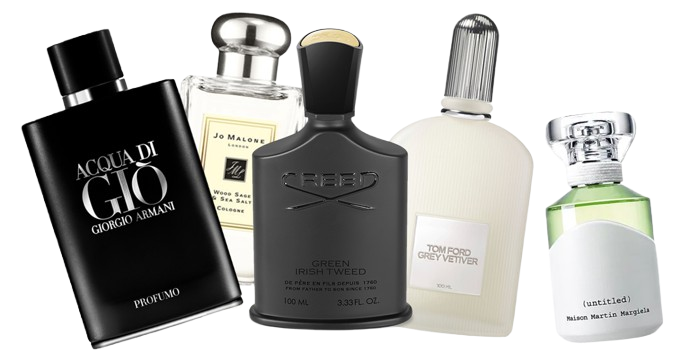 ACQUA DI
GIÒ
GIORGIO ARMANI
PROFUMO
JO MALONE
LONDON
WOOD SAGE
& SEA SALT
COLOGNE
CREED
GREEN
IRISH TWEED
DE PÈRE EN FILS DEPUIS 1760
FROM FATHER TO SON SINCE 1760
100 ML 3.33 FL. OZ.
TOM FORD
GREY VETIVER
(untitled)
Maison Martin Margiela